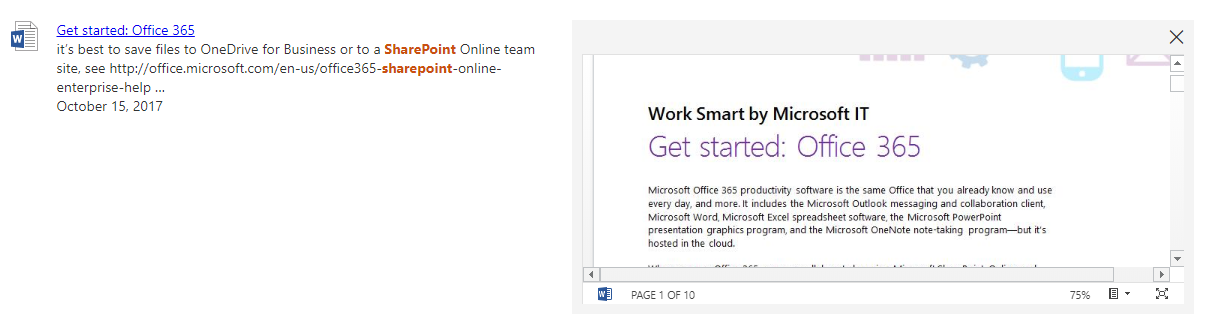 Get started: Office 365
it's best to save files to OneDrive for Business or to a SharePoint Online team
site, see http://office.microsoft.com/en-us/office365-sharepoint-online-
enterprise-help ...
October 15, 2017
Work Smart by Microsoft IT
Get started: Office 365
Microsoft Office 365 productivity software is the same Office that you already know and use
every day, and more. It includes the Microsoft Outlook messaging and collaboration client,
Microsoft Word, Microsoft Excel spreadsheet software, the Microsoft PowerPoint
presentation graphics program, and the Microsoft OneNote note-taking program—but it's
hosted in the cloud.
PAGE 1 OF 10
75%